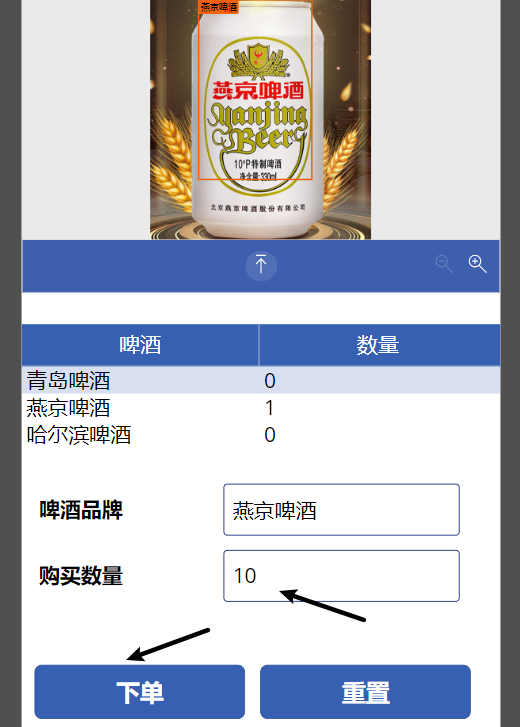 燕京啤酒
燕京啤酒
Yanjing
Beer
10°P特制啤酒
净含量:330ml
北京燕京啤酒股份有限公司
啤酒 数量
青岛啤酒 0
燕京啤酒 1
哈尔滨啤酒 0
啤酒品牌 燕京啤酒
购买数量 10
下单 重置